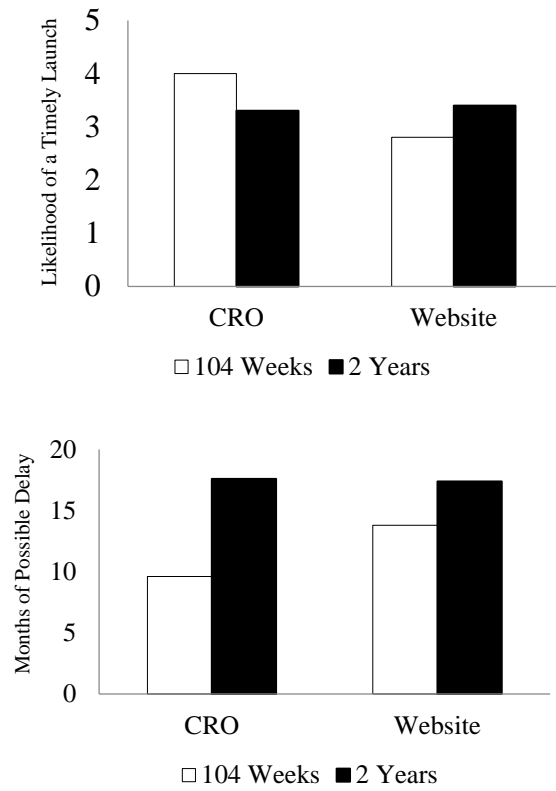 Likelihood of a Timely Launch
5
4
3
2
1
0
CRO Website
104 Weeks 2 Years
Months of Possible Delay
20
15
10
5
0
CRO Website
104 Weeks 2 Years